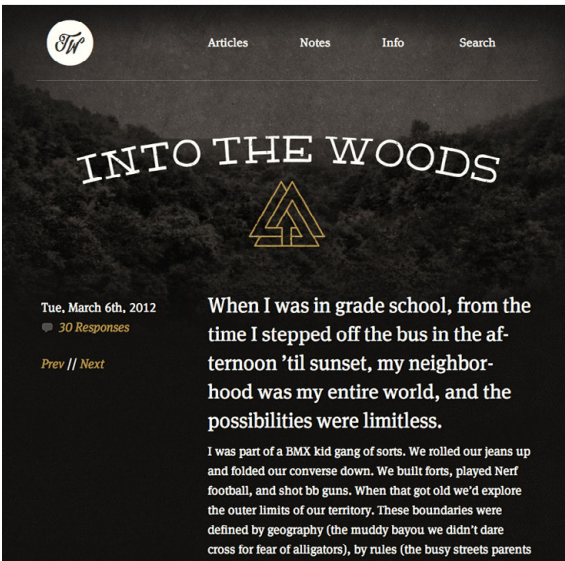 TW
Articles Notes Info Search
INTO THE WOODS
Tue, March 6th, 2012
30 Responses
Prev // Next
When I was in grade school, from the
time I stepped off the bus in the af-
ternoon ’til sunset, my neighbor-
hood was my entire world, and the
possibilities were limitless.
I was part of a BMX kid gang of sorts. We rolled our jeans up
and folded our converse down. We built forts, played Nerf
football, and shot bb guns. When that got old we’d explore
the outer limits of our territory. These boundaries were
defined by geography (the muddy bayou we didn’t dare
cross for fear of alligators), by rules (the busy streets parents